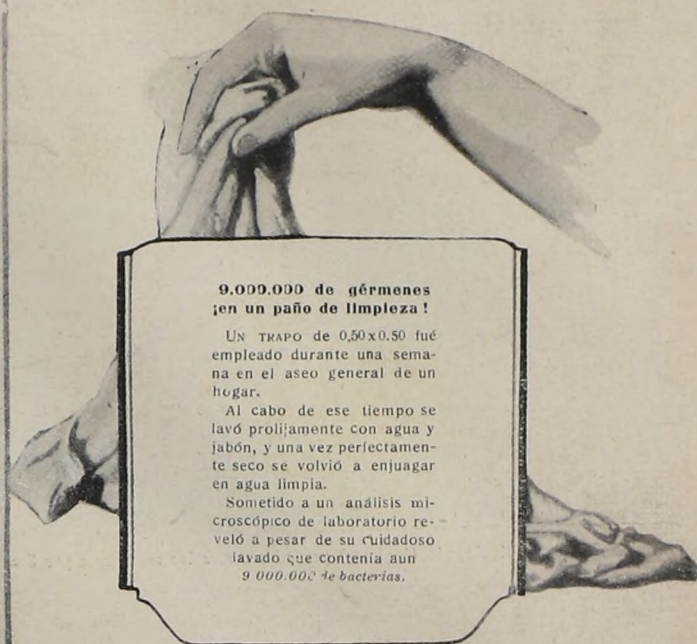 9.000.000 de gérmenes
¡en un paño de limpieza!
UN TRAPO de 0,50x0.50 fué
empleado durante una sema-
na en el aseo general de un
hogar.
Al cabo de ese tiempo se
lavó prolijamente con agua y
jabón, y una vez perfectamen-
te seco se volvió a enjuagar
en agua limpia.
Sometido a un análisis mi-
croscópico de laboratorio re-
veló a pesar de su cuidadoso
lavado que contenía aun
9 000.000 de bacterias.